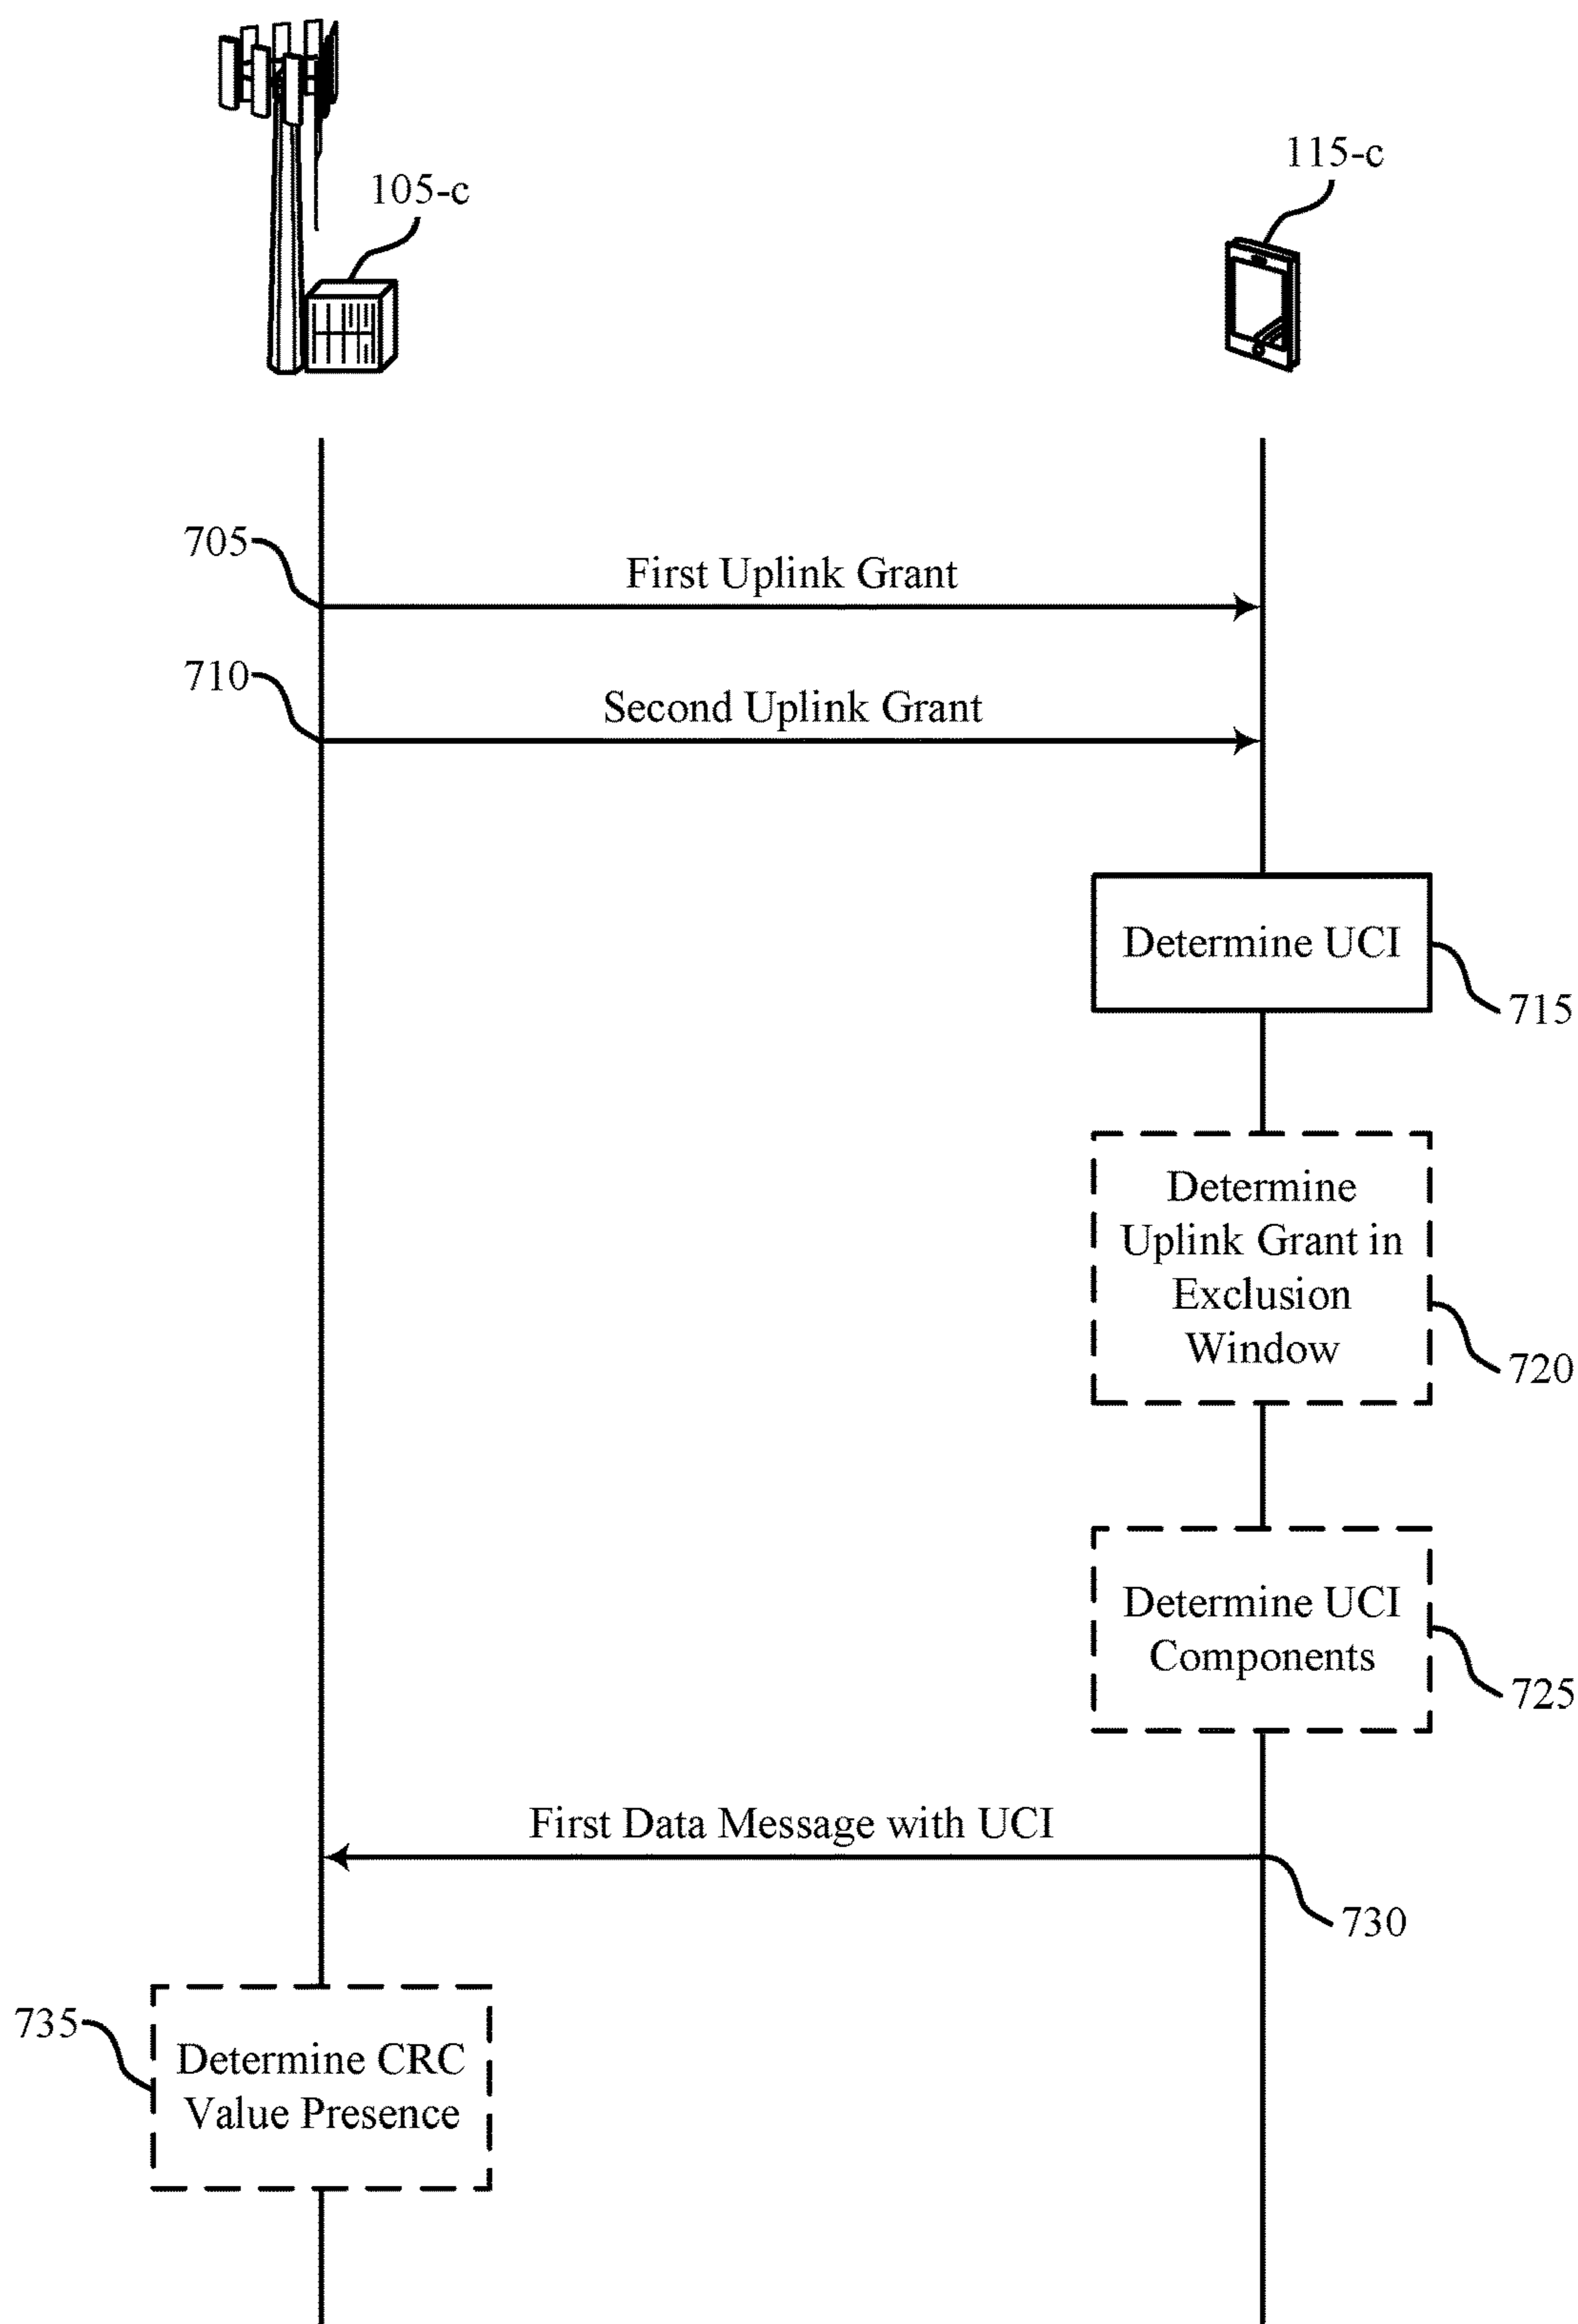 115-c
105-c
705
First Uplink Grant
710
Second Uplink Grant
Determine UCI
715
Determine
Uplink Grant in
Exclusion
Window
720
Determine UCI
Components
725
First Data Message with UCI
730
735
Determine CRC
Value Presence